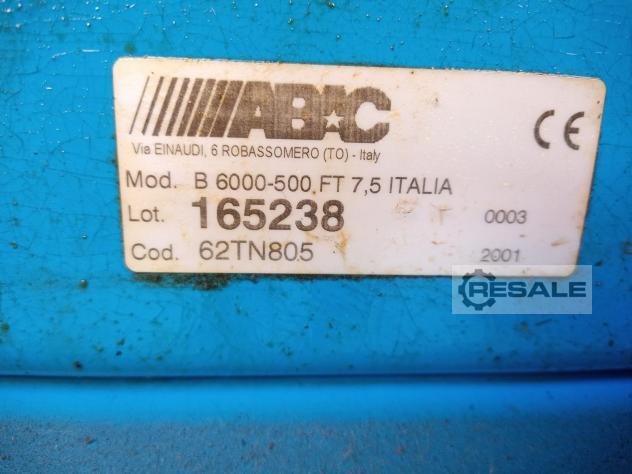 ABAC
Via EINAUDI, 6 ROBASSOMERO (TO) - Italy
CE
Mod. B 6000-500 FT 7,5 ITALIA
Lot. 165238 0003
Cod. 62TN805 2001
RESALE